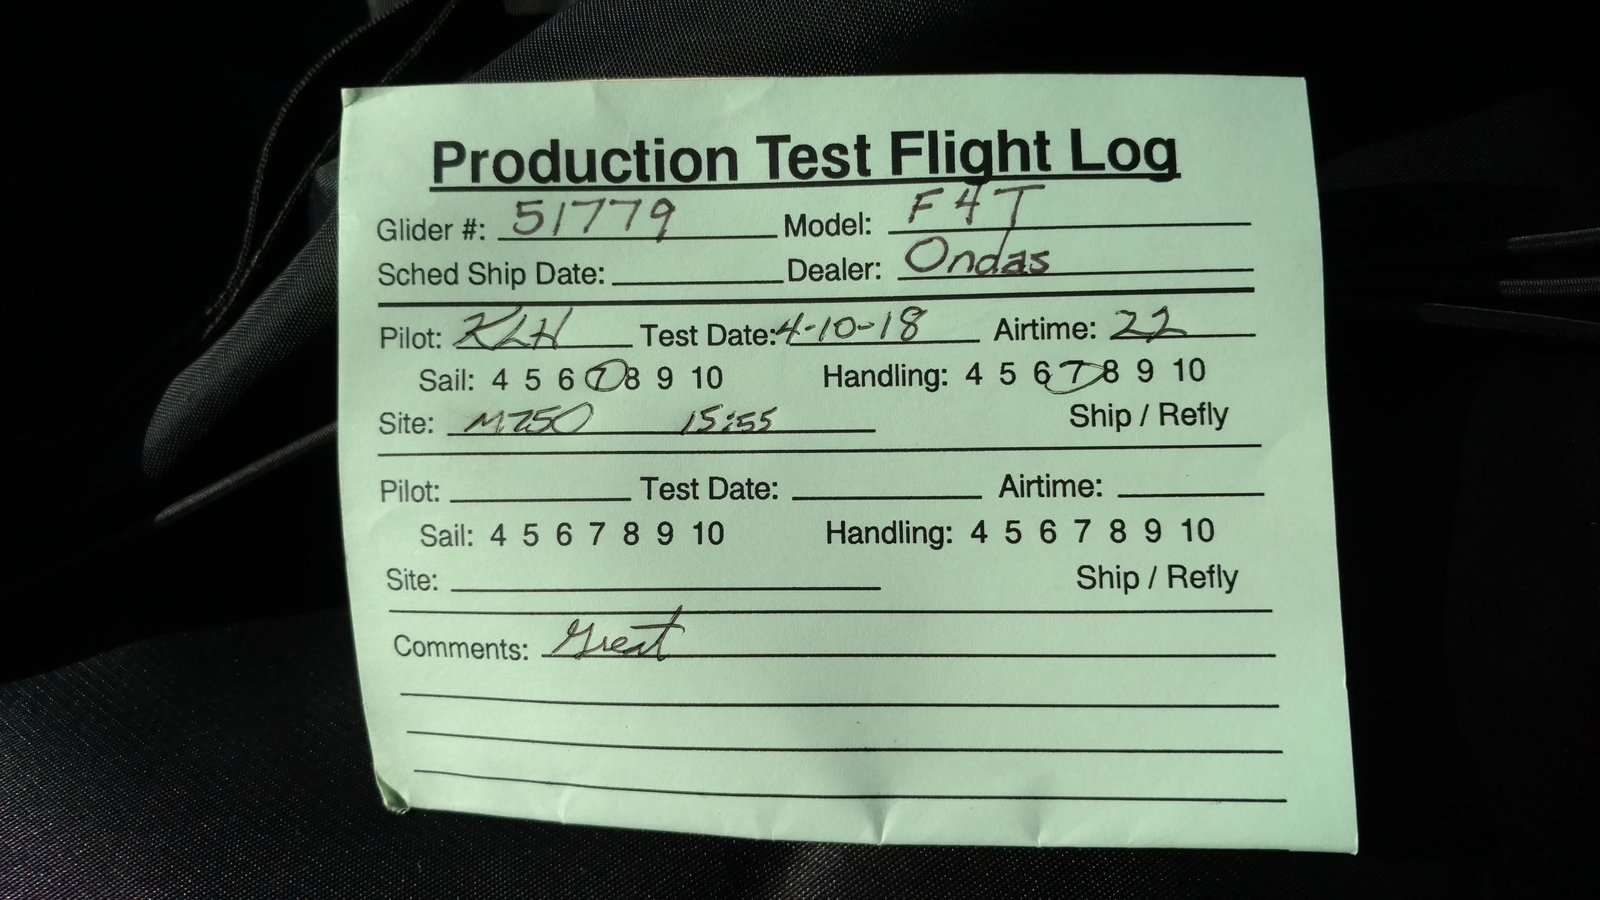 Production Test Flight Log
Glider #: 51779 Model: F4T
Sched Ship Date: Dealer: Ondas
Pilot: KLH Test Date: 4-10-18 Airtime: 22
Sail: 4 5 6 7 8 9 10 Handling: 4 5 6 7 8 9 10
Site: M750 15:55 Ship / Refly
Pilot: Test Date: Airtime:
Sail: 4 5 6 7 8 9 10 Handling: 4 5 6 7 8 9 10
Site: Ship / Refly
Comments: Great